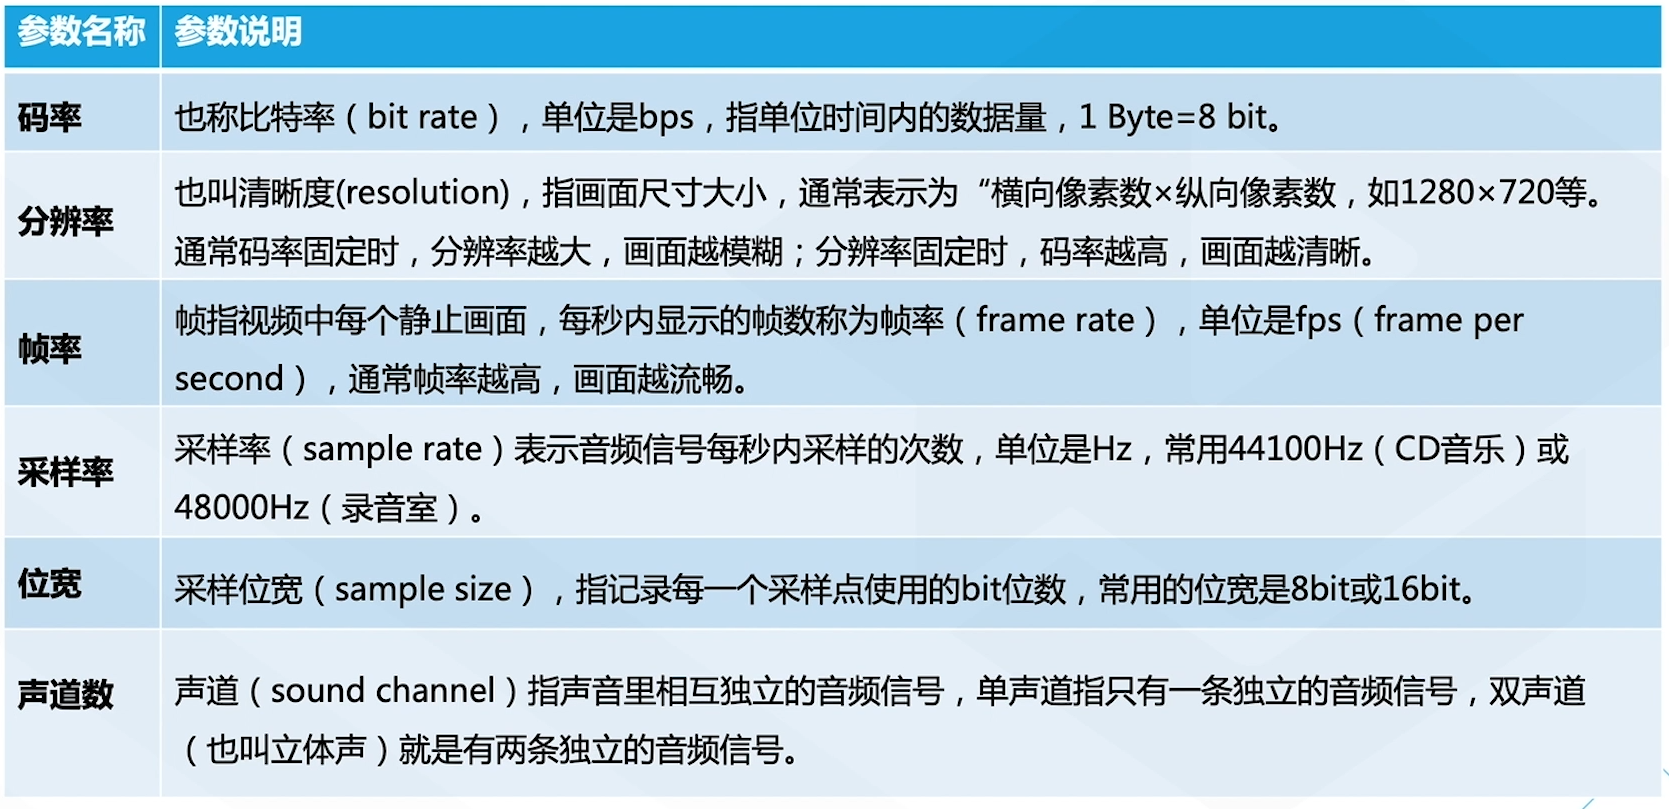 参数名称 参数说明
码率 也称比特率（bit rate），单位是bps，指单位时间内的数据量，1 Byte=8 bit。
分辨率
也叫清晰度(resolution)，指画面尺寸大小，通常表示为“横向像素数×纵向像素数，如1280×720等。
通常码率固定时，分辨率越大，画面越模糊；分辨率固定时，码率越高，画面越清晰。
帧率
帧指视频中每个静止画面，每秒内显示的帧数称为帧率（frame rate），单位是fps（frame per
second），通常帧率越高，画面越流畅。
采样率
采样率（sample rate）表示音频信号每秒内采样的次数，单位是Hz，常用44100Hz（CD音乐）或
48000Hz（录音室）。
位宽 采样位宽（sample size），指记录每一个采样点使用的bit位数，常用的位宽是8bit或16bit。
声道数
声道（sound channel）指声音里相互独立的音频信号，单声道指只有一条独立的音频信号，双声道
（也叫立体声）就是有两条独立的音频信号。